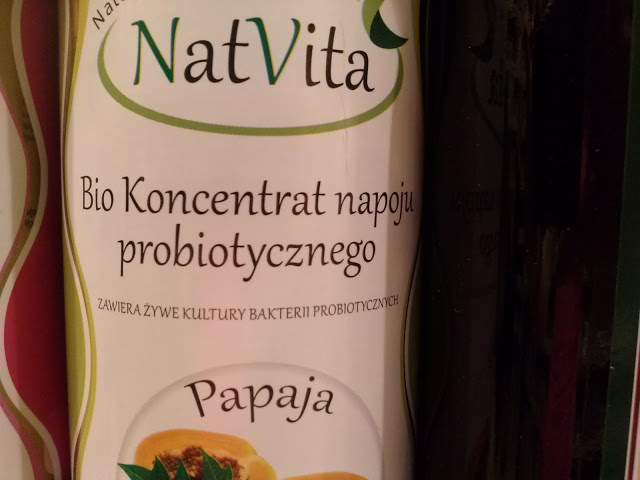 NatVita
Bio Koncentrat napoju
probiotycznego
ZAWIERA ŻYWE KULTURY BAKTERII PROBIOTYCZNYCH
Papaja